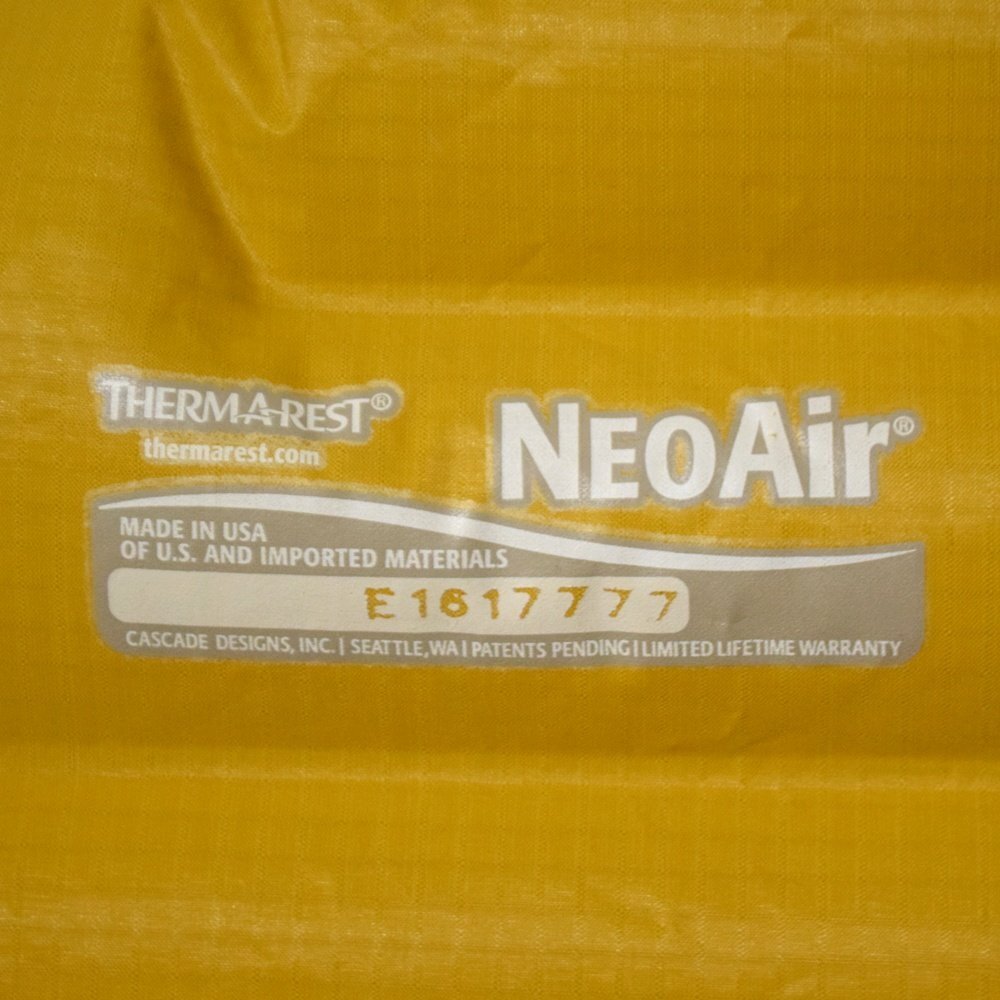 THERM-A-REST®
thermarest.com
NEOAir®
MADE IN USA
OF U.S. AND IMPORTED MATERIALS
E1617777
CASCADE DESIGNS, INC. | SEATTLE, WA | PATENTS PENDING | LIMITED LIFETIME WARRANTY